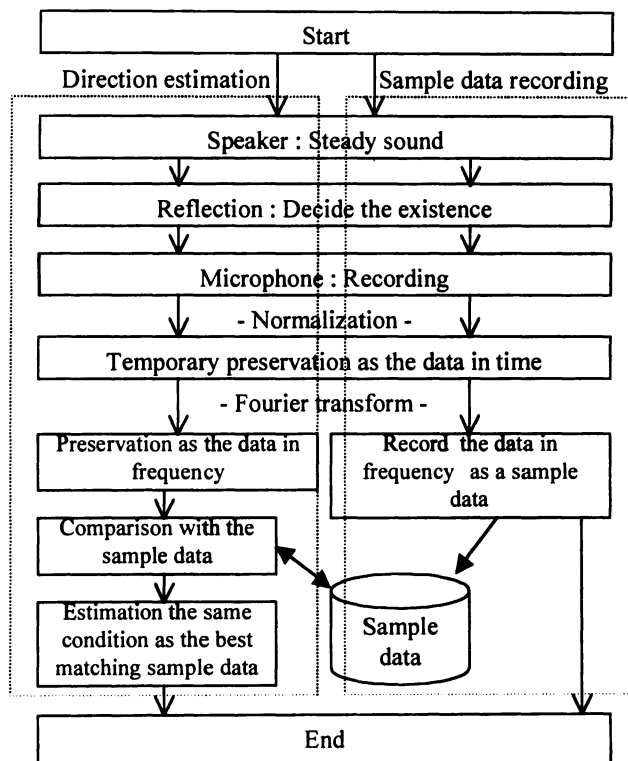 Start
Direction estimation
Sample data recording
Speaker : Steady sound
Reflection : Decide the existence
Microphone : Recording
- Normalization -
Temporary preservation as the data in time
- Fourier transform -
Preservation as the data in
frequency
Record the data in
frequency as a sample
data
Comparison with the
sample data
Estimation the same
condition as the best
matching sample data
Sample
data
End